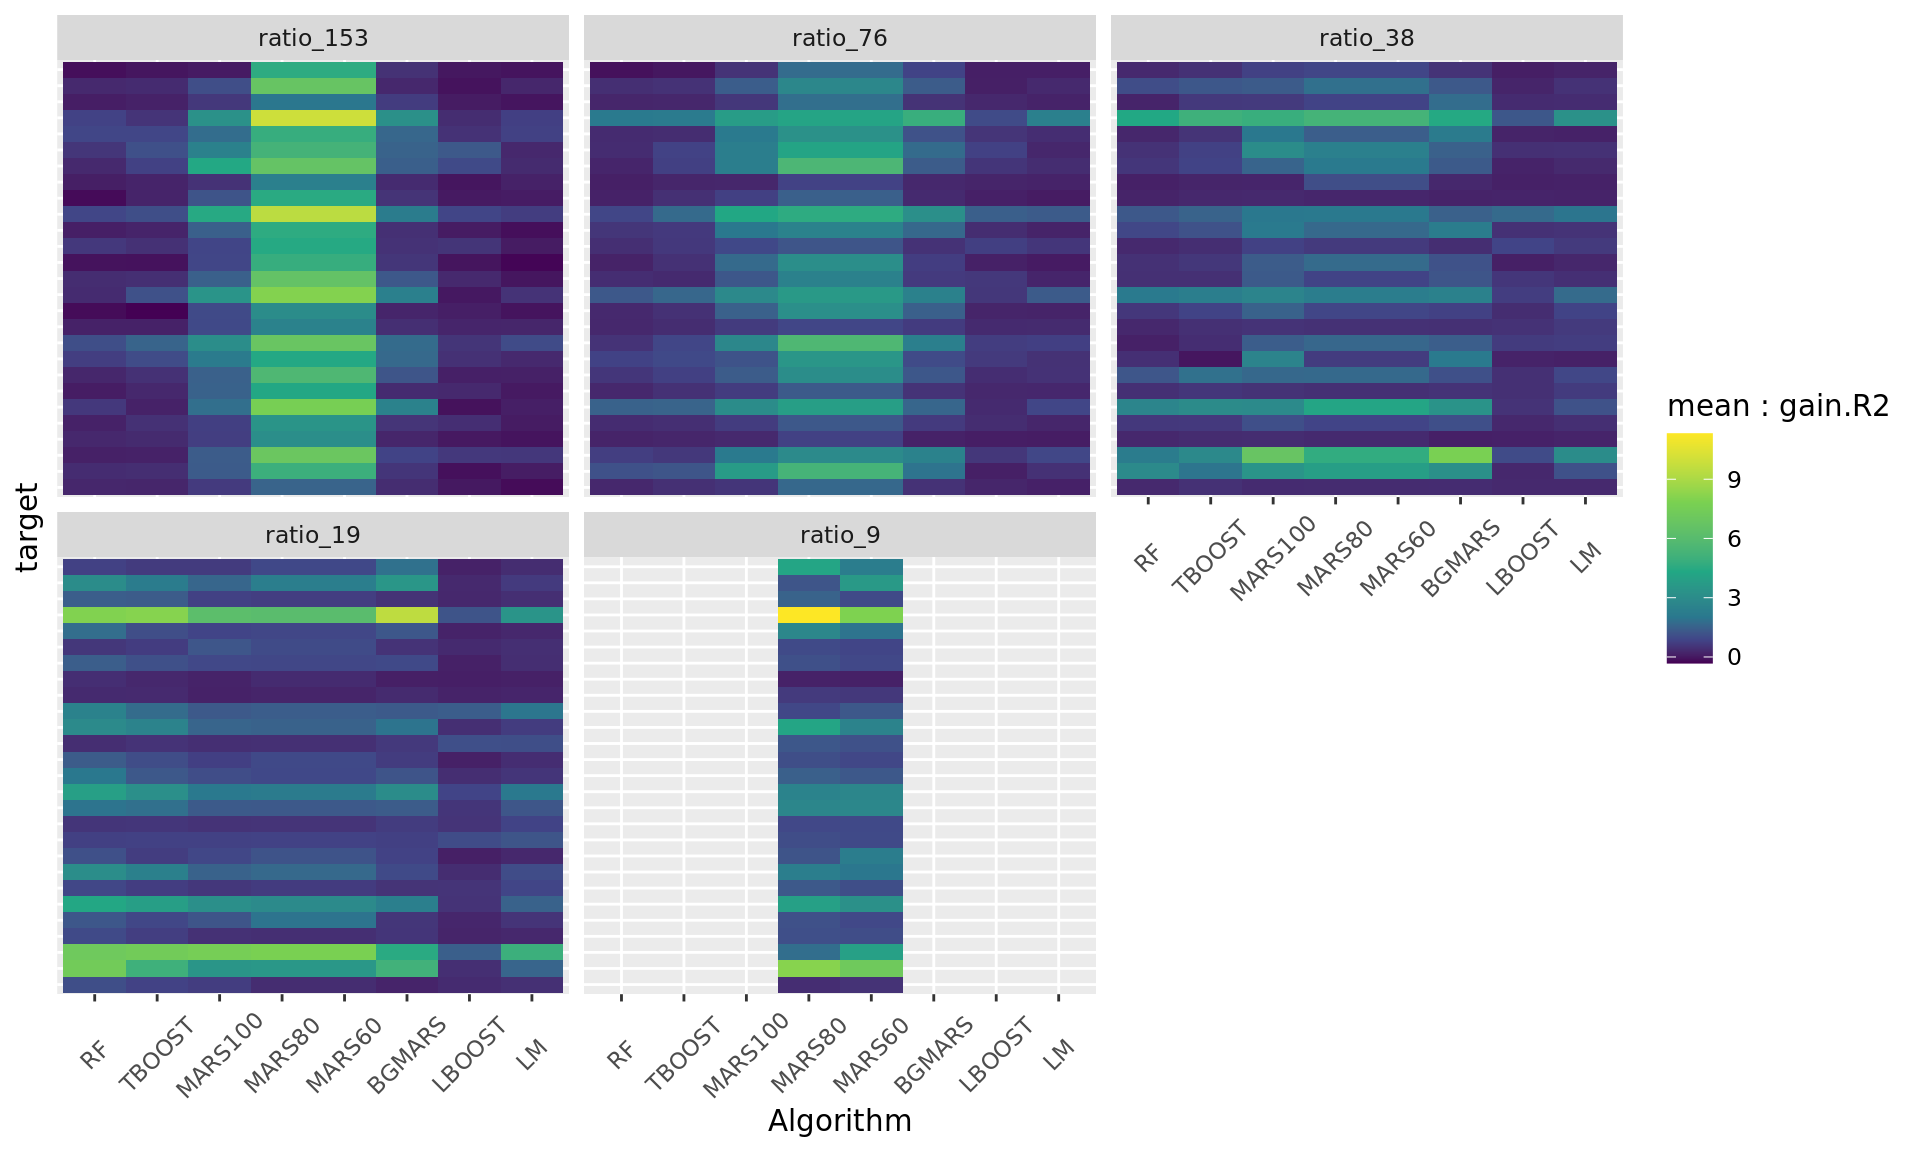 ratio_153
ratio_76
ratio_38
target
mean : gain.R2
9
6
3
0
RF
TBOOST
MARS100
MARS80
MARS60
BGMARS
LBOOST
LM
ratio_19
ratio_9
RF
TBOOST
MARS100
MARS80
MARS60
BGMARS
LBOOST
LM
RF
TBOOST
MARS100
MARS80
MARS60
BGMARS
LBOOST
LM
Algorithm